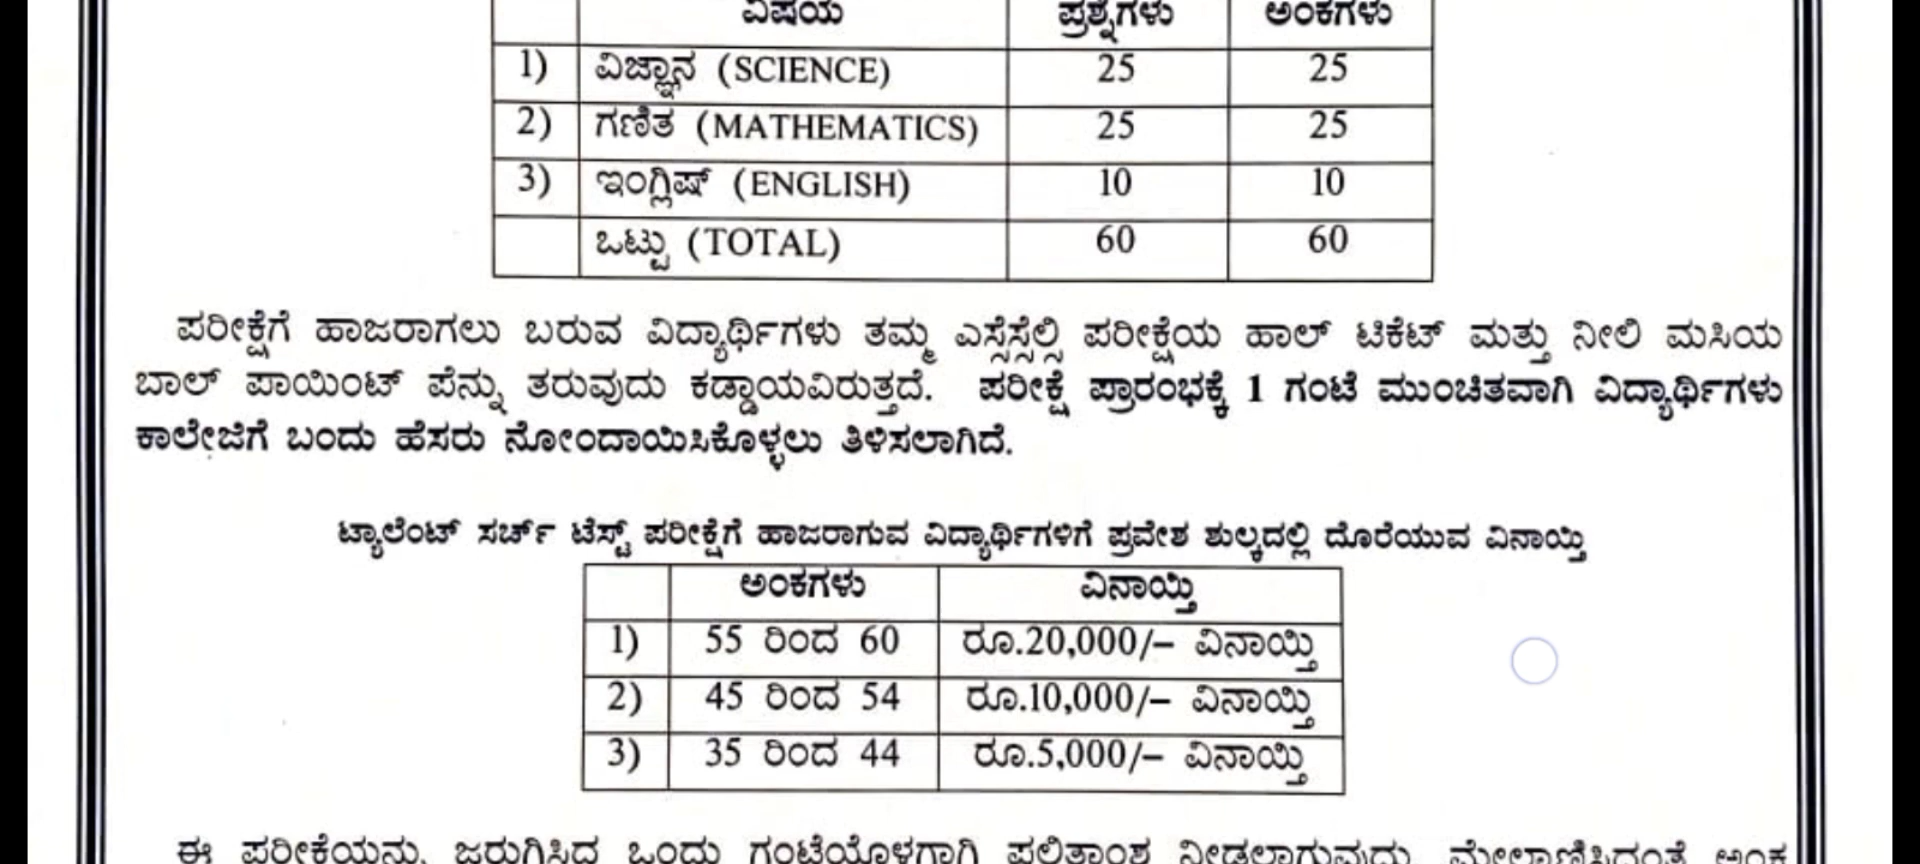 ವಿಷಯ ಪ್ರಶ್ನೆಗಳು ಅಂಕಗಳು
1) ವಿಜ್ಞಾನ (SCIENCE) 25 25
2) ಗಣಿತ (MATHEMATICS) 25 25
3) ಇಂಗ್ಲಿಷ್ (ENGLISH) 10 10
ಒಟ್ಟು (TOTAL) 60 60
ಪರೀಕ್ಷೆಗೆ ಹಾಜರಾಗಲು ಬರುವ ವಿದ್ಯಾರ್ಥಿಗಳು ತಮ್ಮ ಎಸ್ಸೆಸ್ಸೆಲ್ಸಿ ಪರೀಕ್ಷೆಯ ಹಾಲ್ ಟಿಕೆಟ್ ಮತ್ತು ನೀಲಿ ಮಸಿಯ
ಬಾಲ್ ಪಾಯಿಂಟ್ ಪೆನ್ನು ತರುವುದು ಕಡ್ಡಾಯವಿರುತ್ತದೆ. ಪರೀಕ್ಷೆ ಪ್ರಾರಂಭಕ್ಕೆ 1 ಗಂಟೆ ಮುಂಚಿತವಾಗಿ ವಿದ್ಯಾರ್ಥಿಗಳು
ಕಾಲೇಜಿಗೆ ಬಂದು ಹೆಸರು ನೋಂದಾಯಿಸಿಕೊಳ್ಳಲು ತಿಳಿಸಲಾಗಿದೆ.
ಟ್ಯಾಲೆಂಟ್ ಸರ್ಚ್ ಟೆಸ್ಟ್ ಪರೀಕ್ಷೆಗೆ ಹಾಜರಾಗುವ ವಿದ್ಯಾರ್ಥಿಗಳಿಗೆ ಪ್ರವೇಶ ಶುಲ್ಕದಲ್ಲಿ ದೊರೆಯುವ ವಿನಾಯ್ತಿ
ಅಂಕಗಳು ವಿನಾಯ್ತಿ
1) 55 ರಿಂದ 60 ರೂ.20,000/– ವಿನಾಯ್ತಿ
2) 45 ರಿಂದ 54 ರೂ.10,000/– ವಿನಾಯ್ತಿ
3) 35 ರಿಂದ 44 ರೂ.5,000/– ವಿನಾಯ್ತಿ
ಈ ಪರೀಕ್ಷೆಯನ್ನು ಜರುಗಿಸಿದ ಒಂದು ಗಂಟೆಯೊಳಗಾಗಿ ಫಲಿತಾಂಶ ನೀಡಲಾಗುವುದು. ಮೇಲ್ಕಾಣಿಸಿದಂತೆ ಅಂಕ